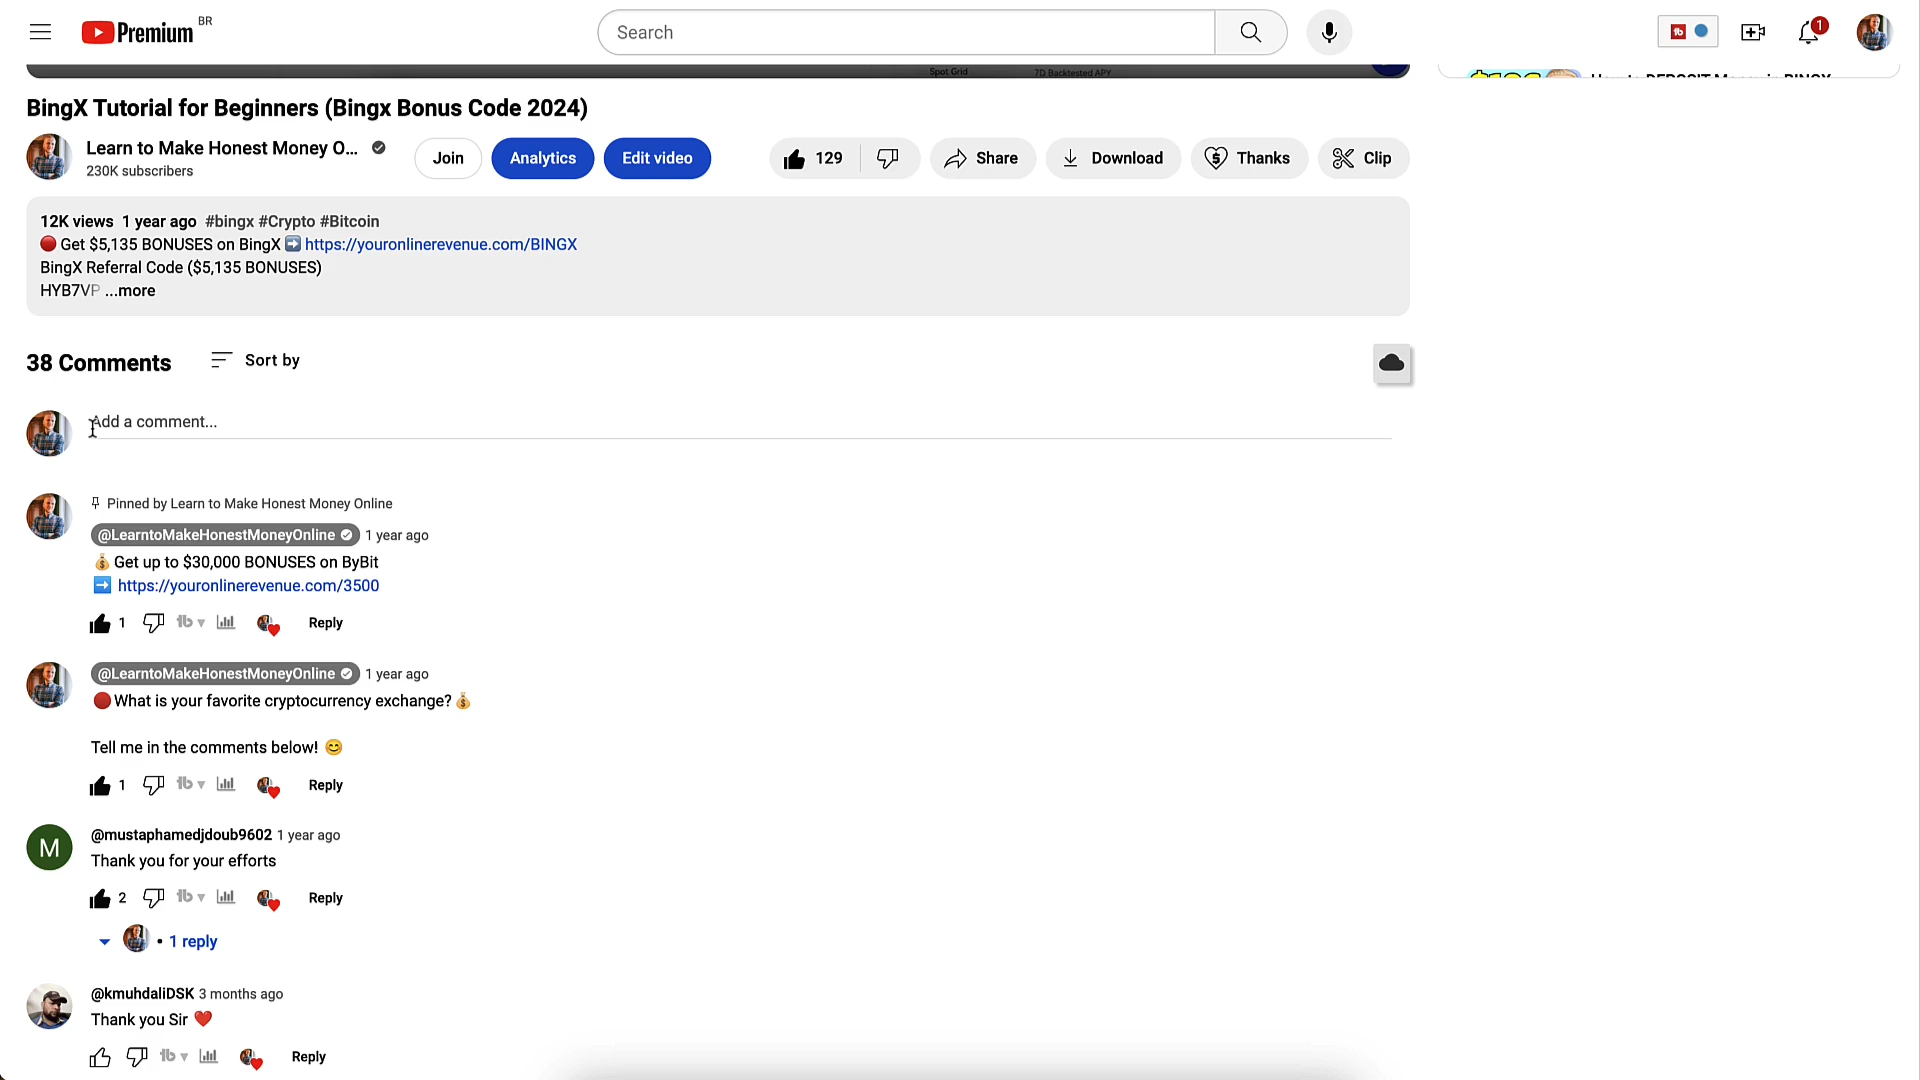 Premium BR
Search
1
Spot Grid 7D Backtested APY
BingX Tutorial for Beginners (Bingx Bonus Code 2024)
Learn to Make Honest Money O...
230K subscribers
Join
Analytics
Edit video
129
Share
Download
Thanks
Clip
12K views 1 year ago #bingx #Crypto #Bitcoin
Get $5,135 BONUSES on BingX ➡ https://youronlinerevenue.com/BINGX
BingX Referral Code ($5,135 BONUSES)
HYB7VP ...more
38 Comments
Sort by
Add a comment...
Pinned by Learn to Make Honest Money Online
@LearntoMakeHonestMoneyOnline 1 year ago
Get up to $30,000 BONUSES on ByBit
➡ https://youronlinerevenue.com/3500
1 Reply
@LearntoMakeHonestMoneyOnline 1 year ago
What is your favorite cryptocurrency exchange?
Tell me in the comments below!
1 Reply
M
@mustaphamedjdoub9602 1 year ago
Thank you for your efforts
2 Reply
• 1 reply
@kmuhdaliDSK 3 months ago
Thank you Sir
Reply